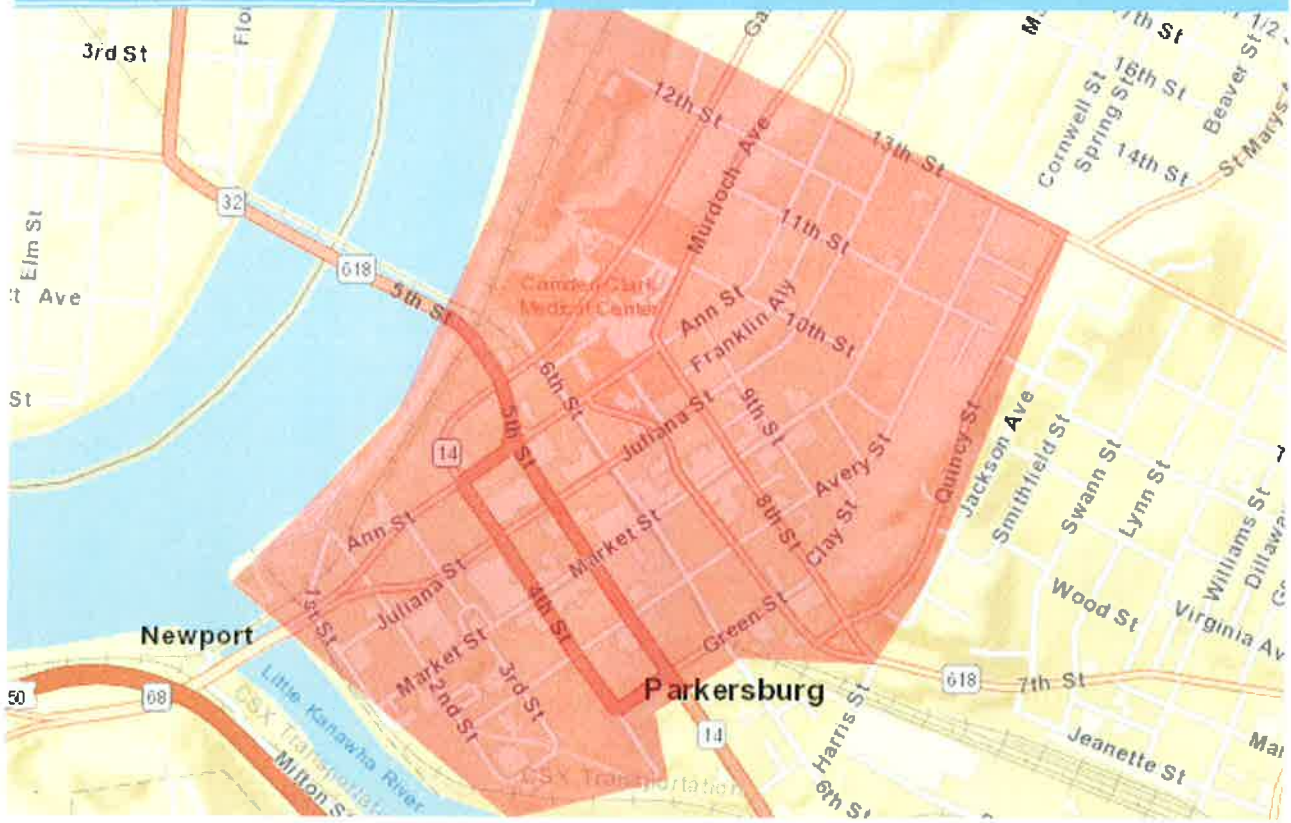 3rd St
7th St
1/2
16th St
Beaver St
Cornwell St
Spring St
14th St
St Marys
12th St
13th St
Murdoch Ave
11th St
32
Elm St
Ave
618
5th St
Camden Clark
Medical Center
Ann St
Franklin Aly
10th St
6th St
9th St
St
Juliana St
14
5th St
Quincy St
Jackson Ave
Smithfield St
Swann St
Lynn St
Avery St
8th St
Clay St
Ann St
Market St
Williams St
1st St
Juliana St
4th St
Green St
Wood St
Virginia Av
Newport
Market St
3rd St
2nd St
Parkersburg
618
7th St
50
68
Little Kanawha River
14
Harris St
Jeanette St
Mar
CSX Transportation
Milton S
CSX Transportation
6th St